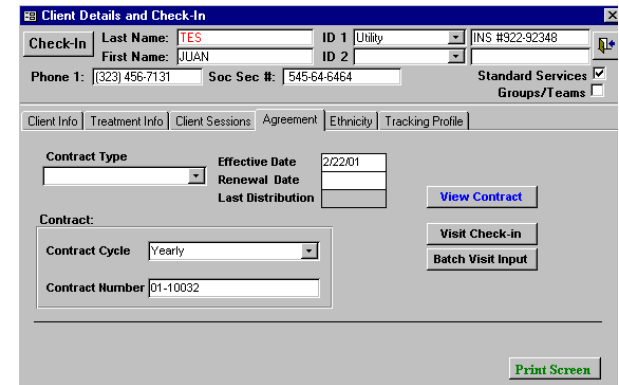 Client Details and Check-In
Check-In Last Name: TES ID 1 Utility INS #922-92348
First Name: JUAN ID 2
Phone 1: (323) 456-7131 Soc Sec #: 545-64-6464 Standard Services
Groups/Teams
Client Info Treatment Info Client Sessions Agreement Ethnicity Tracking Profile
Contract Type Effective Date 2/22/01
Renewal Date
Last Distribution View Contract
Contract:
Visit Check-in
Contract Cycle Yearly Batch Visit Input
Contract Number 01-10032
Print Screen